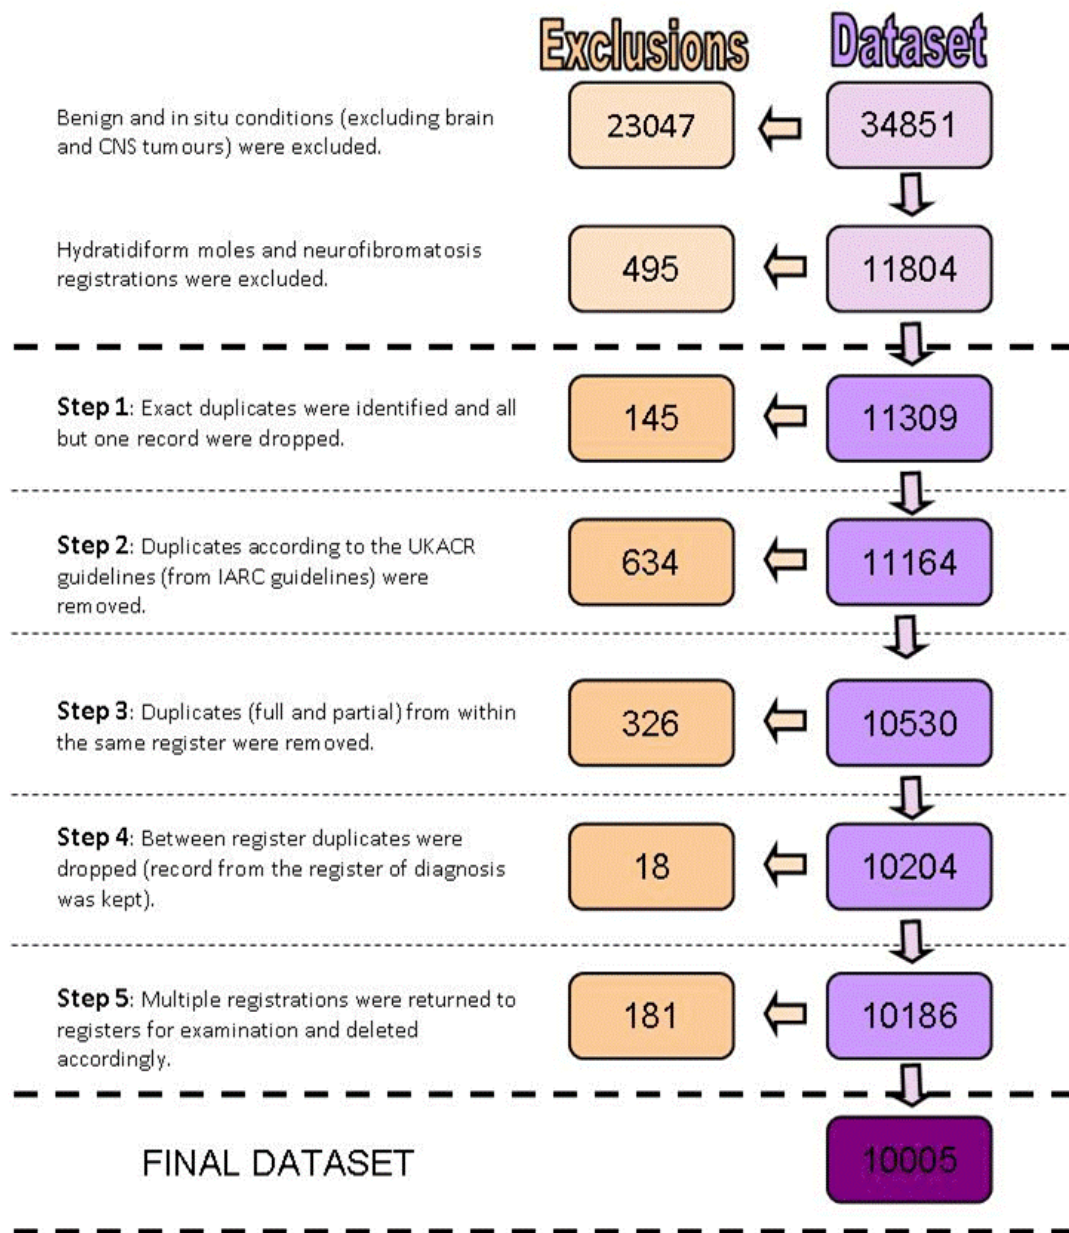 Exclusions Dataset
Benign and in situ conditions (excluding brain
and CNS tumours) were excluded.
23047 34851
Hydratidiform moles and neurofibromatosis
registrations were excluded.
495 11804
Step 1: Exact duplicates were identified and all
but one record were dropped.
145 11309
Step 2: Duplicates according to the UKACR
guidelines (from IARC guidelines) were
removed.
634 11164
Step 3: Duplicates (full and partial) from within
the same register were removed.
326 10530
Step 4: Between register duplicates were
dropped (record from the register of diagnosis
was kept).
18 10204
Step 5: Multiple registrations were returned to
registers for examination and deleted
accordingly.
181 10186
FINAL DATASET 10005